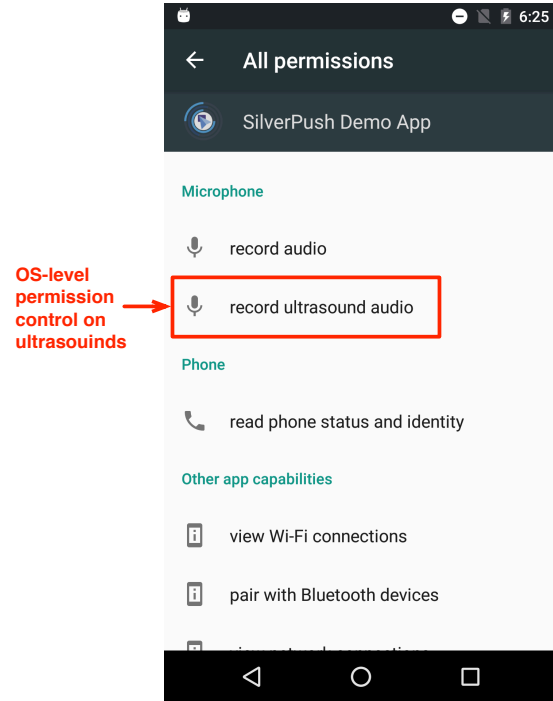 6:25
All permissions
SilverPush Demo App
Microphone
record audio
OS-level
permission
control on
ultrasouinds
record ultrasound audio
Phone
read phone status and identity
Other app capabilities
view Wi-Fi connections
pair with Bluetooth devices